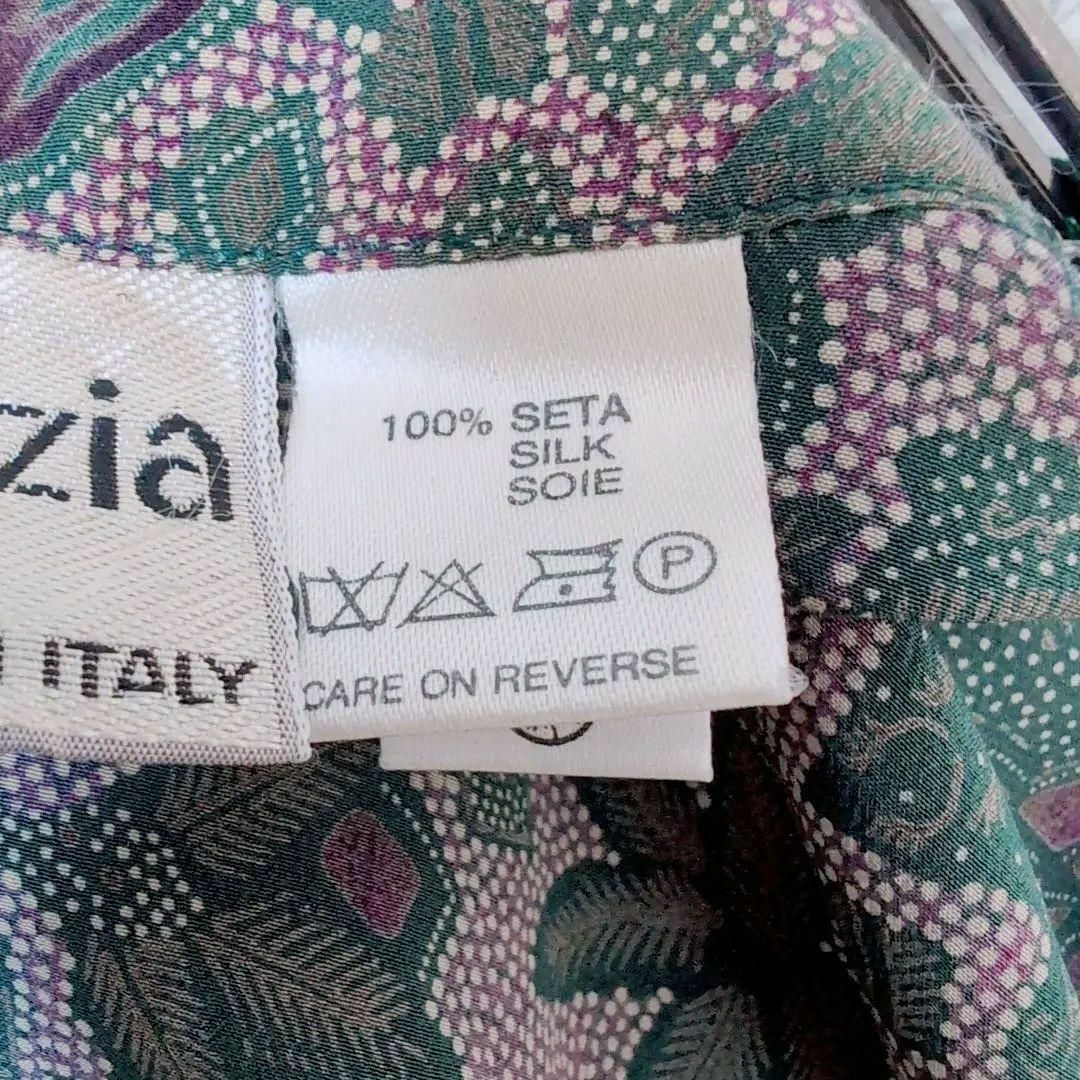 zia
ITALY
100% SETA
SILK
SOIE
P
CARE ON REVERSE